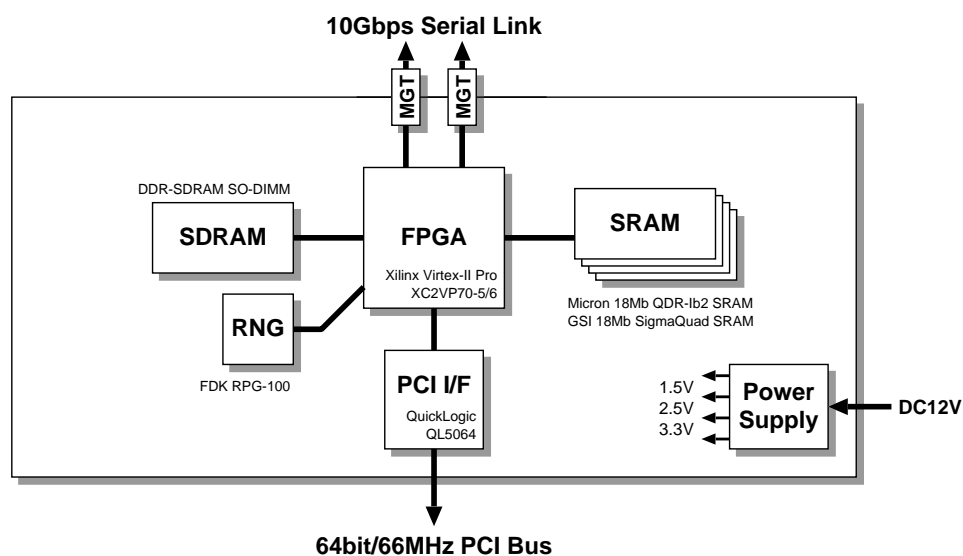 10Gbps Serial Link
MGT
MGT
DDR-SDRAM SO-DIMM
SDRAM
FPGA
Xilinx Virtex-II Pro
XC2VP70-5/6
SRAM
Micron 18Mb QDR-Ib2 SRAM
GSI 18Mb SigmaQuad SRAM
RNG
FDK RPG-100
PCI I/F
QuickLogic
QL5064
1.5V
2.5V
3.3V
Power
Supply
DC12V
64bit/66MHz PCI Bus